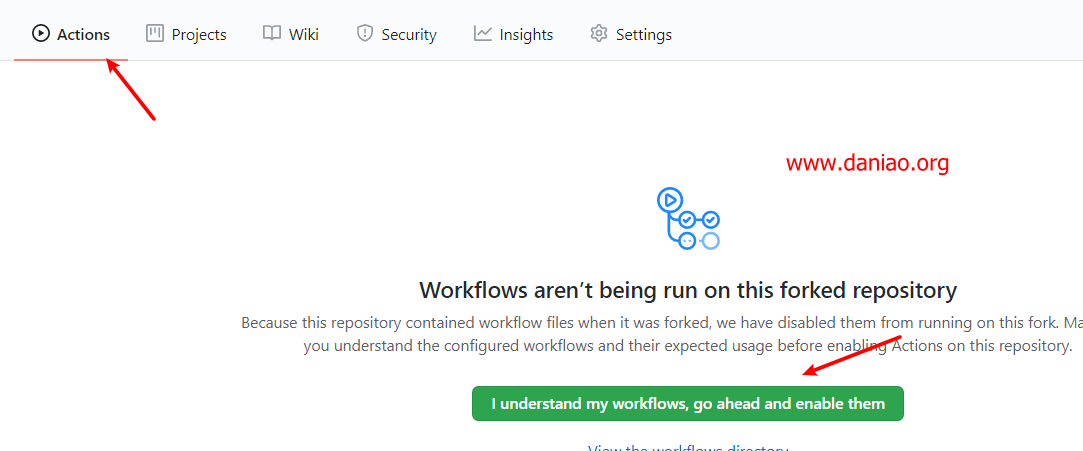 Actions Projects Wiki Security Insights Settings
www.daniao.org
Workflows aren’t being run on this forked repository
Because this repository contained workflow files when it was forked, we have disabled them from running on this fork. Ma
you understand the configured workflows and their expected usage before enabling Actions on this repository.
I understand my workflows, go ahead and enable them
View the workflows directory